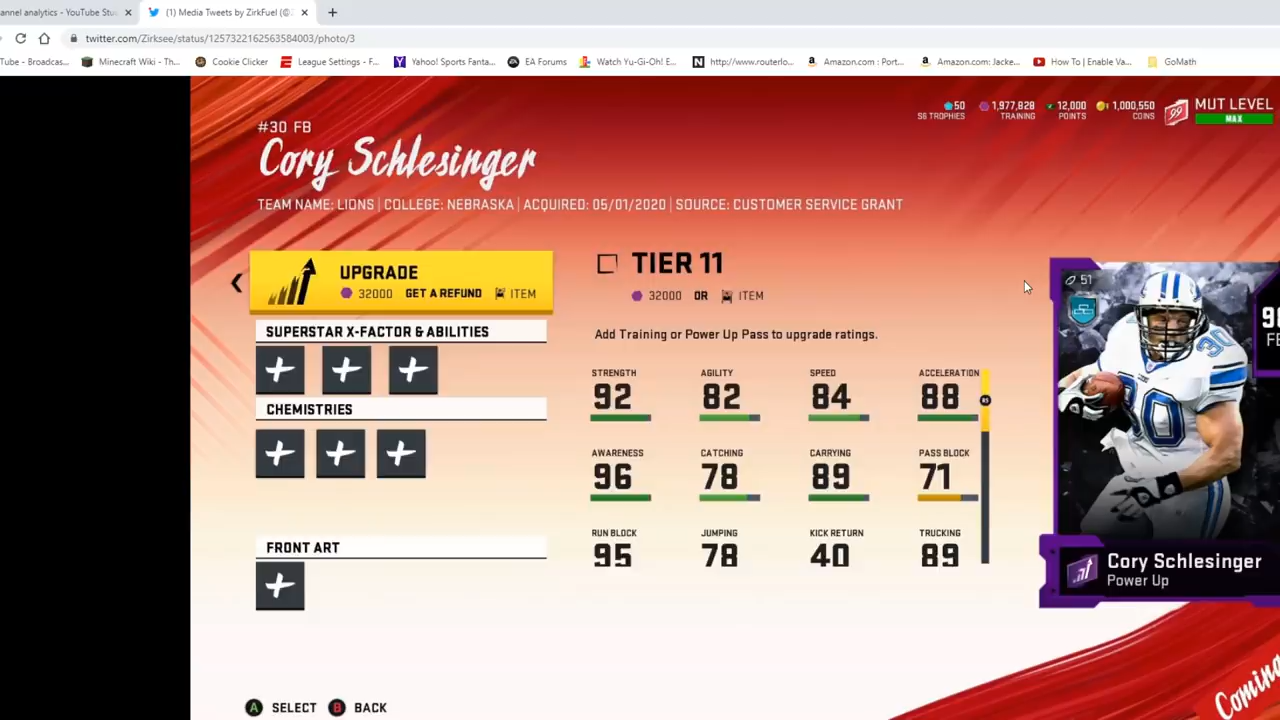 annel analytics - YouTube Stu
(1) Media Tweets by ZirkFuel (@
twitter.com/Zirksee/status/1257322162563584003/photo/3
Tube - Broadcas...
Minecraft Wiki - Th...
Cookie Clicker
League Settings - F...
Yahoo! Sports Fanta...
EA Forums
Watch Yu-Gi-Oh! E...
http://www.routerlo...
Amazon.com : Port...
Amazon.com: Jacke...
How To | Enable Va...
GoMath
50
S6 TROPHIES
1,977,828
TRAINING
12,000
POINTS
1,000,550
COINS
99
MUT LEVEL
MAX
#30 FB
Cory Schlesinger
TEAM NAME: LIONS | COLLEGE: NEBRASKA | ACQUIRED: 05/01/2020 | SOURCE: CUSTOMER SERVICE GRANT
UPGRADE
32000 GET A REFUND ITEM
SUPERSTAR X-FACTOR & ABILITIES
CHEMISTRIES
FRONT ART
TIER 11
32000 OR ITEM
Add Training or Power Up Pass to upgrade ratings.
STRENGTH AGILITY SPEED ACCELERATION
92 82 84 88
RS
AWARENESS CATCHING CARRYING PASS BLOCK
96 78 89 71
RUN BLOCK JUMPING KICK RETURN TRUCKING
95 78 40 89
51
30
Cory Schlesinger
Power Up
Coming
A SELECT B BACK